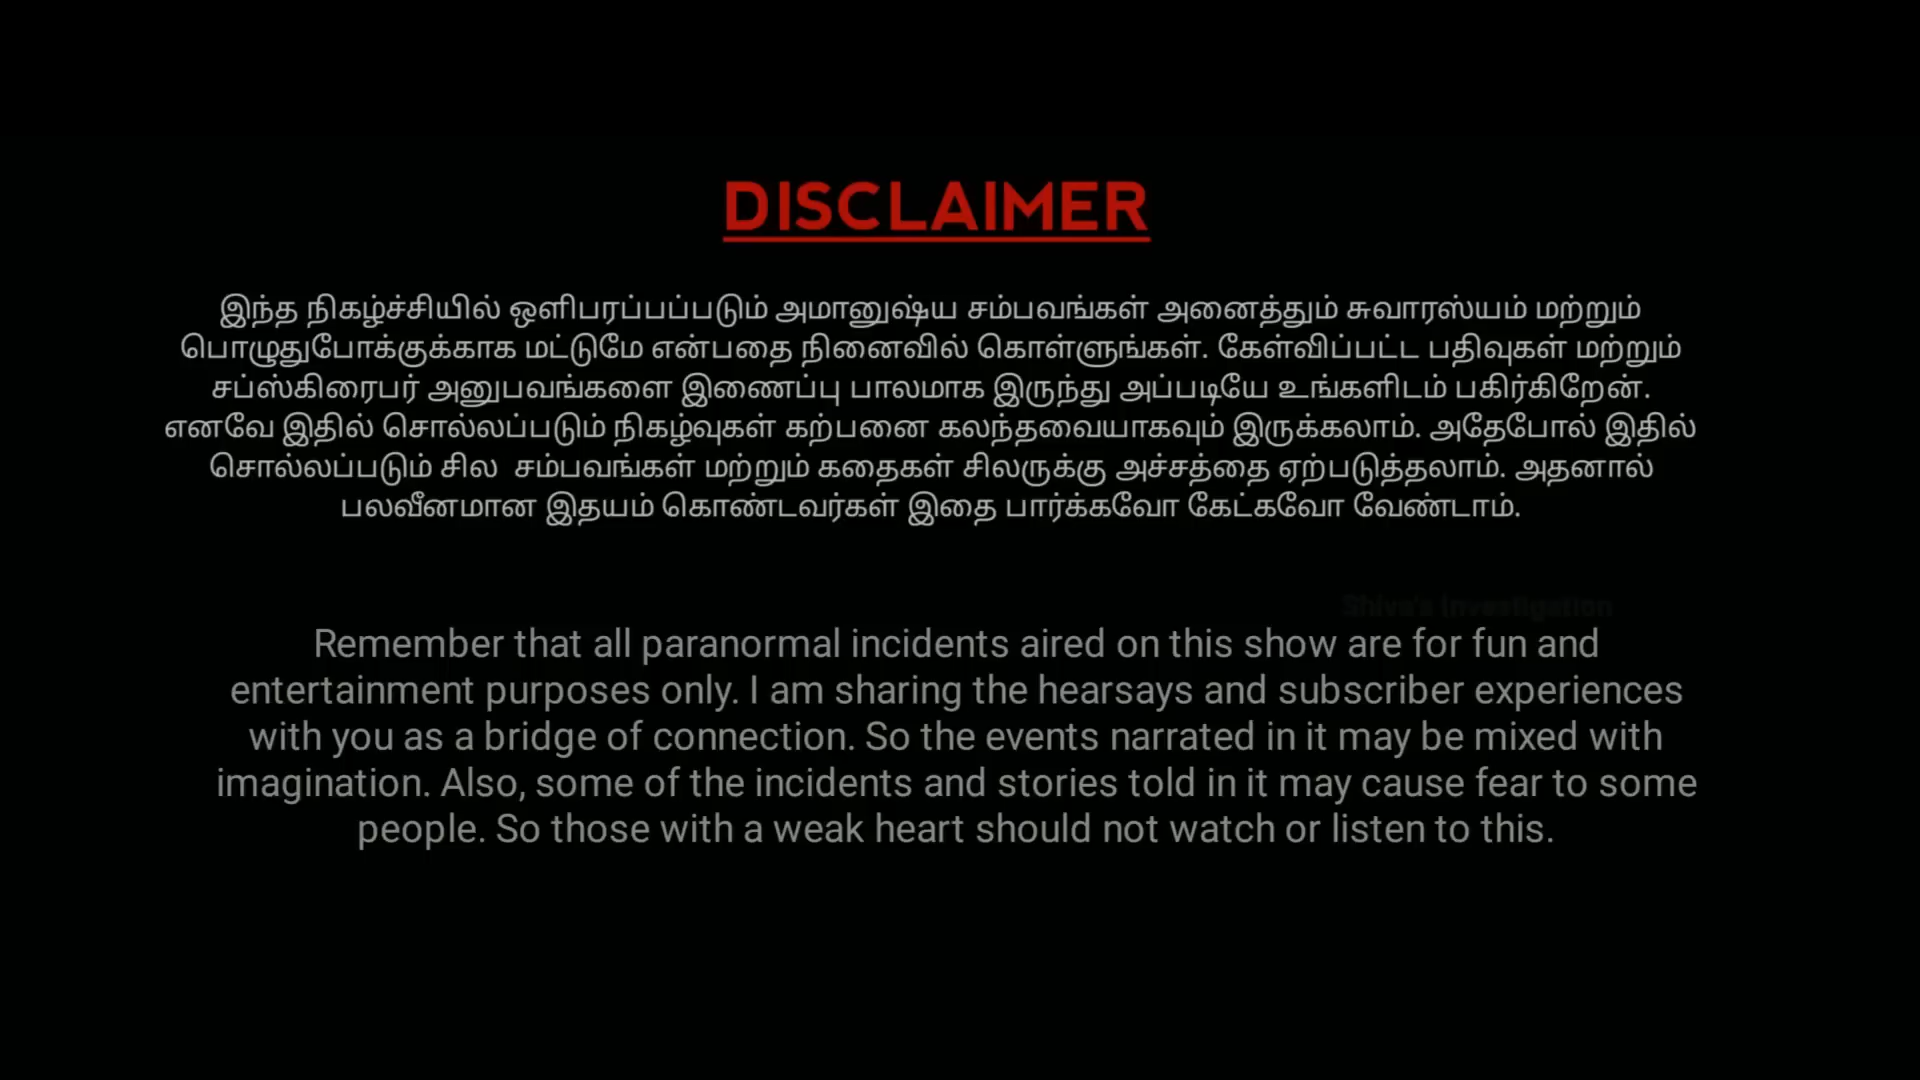 DISCLAIMER
இந்த நிகழ்ச்சியில் ஒளிபரப்பப்படும் அமானுஷ்ய சம்பவங்கள் அனைத்தும் சுவாரஸ்யம் மற்றும்
பொழுதுபோக்குக்காக மட்டுமே என்பதை நினைவில் கொள்ளுங்கள். கேள்விப்பட்ட பதிவுகள் மற்றும்
சப்ஸ்கிரைபர் அனுபவங்களை இணைப்பு பாலமாக இருந்து அப்படியே உங்களிடம் பகிர்கிறேன்.
எனவே இதில் சொல்லப்படும் நிகழ்வுகள் கற்பனை கலந்தவையாகவும் இருக்கலாம். அதேபோல் இதில்
சொல்லப்படும் சில சம்பவங்கள் மற்றும் கதைகள் சிலருக்கு அச்சத்தை ஏற்படுத்தலாம். அதனால்
பலவீனமான இதயம் கொண்டவர்கள் இதை பார்க்கவோ கேட்கவோ வேண்டாம்.
Shiva's Investigation
Remember that all paranormal incidents aired on this show are for fun and
entertainment purposes only. I am sharing the hearsays and subscriber experiences
with you as a bridge of connection. So the events narrated in it may be mixed with
imagination. Also, some of the incidents and stories told in it may cause fear to some
people. So those with a weak heart should not watch or listen to this.